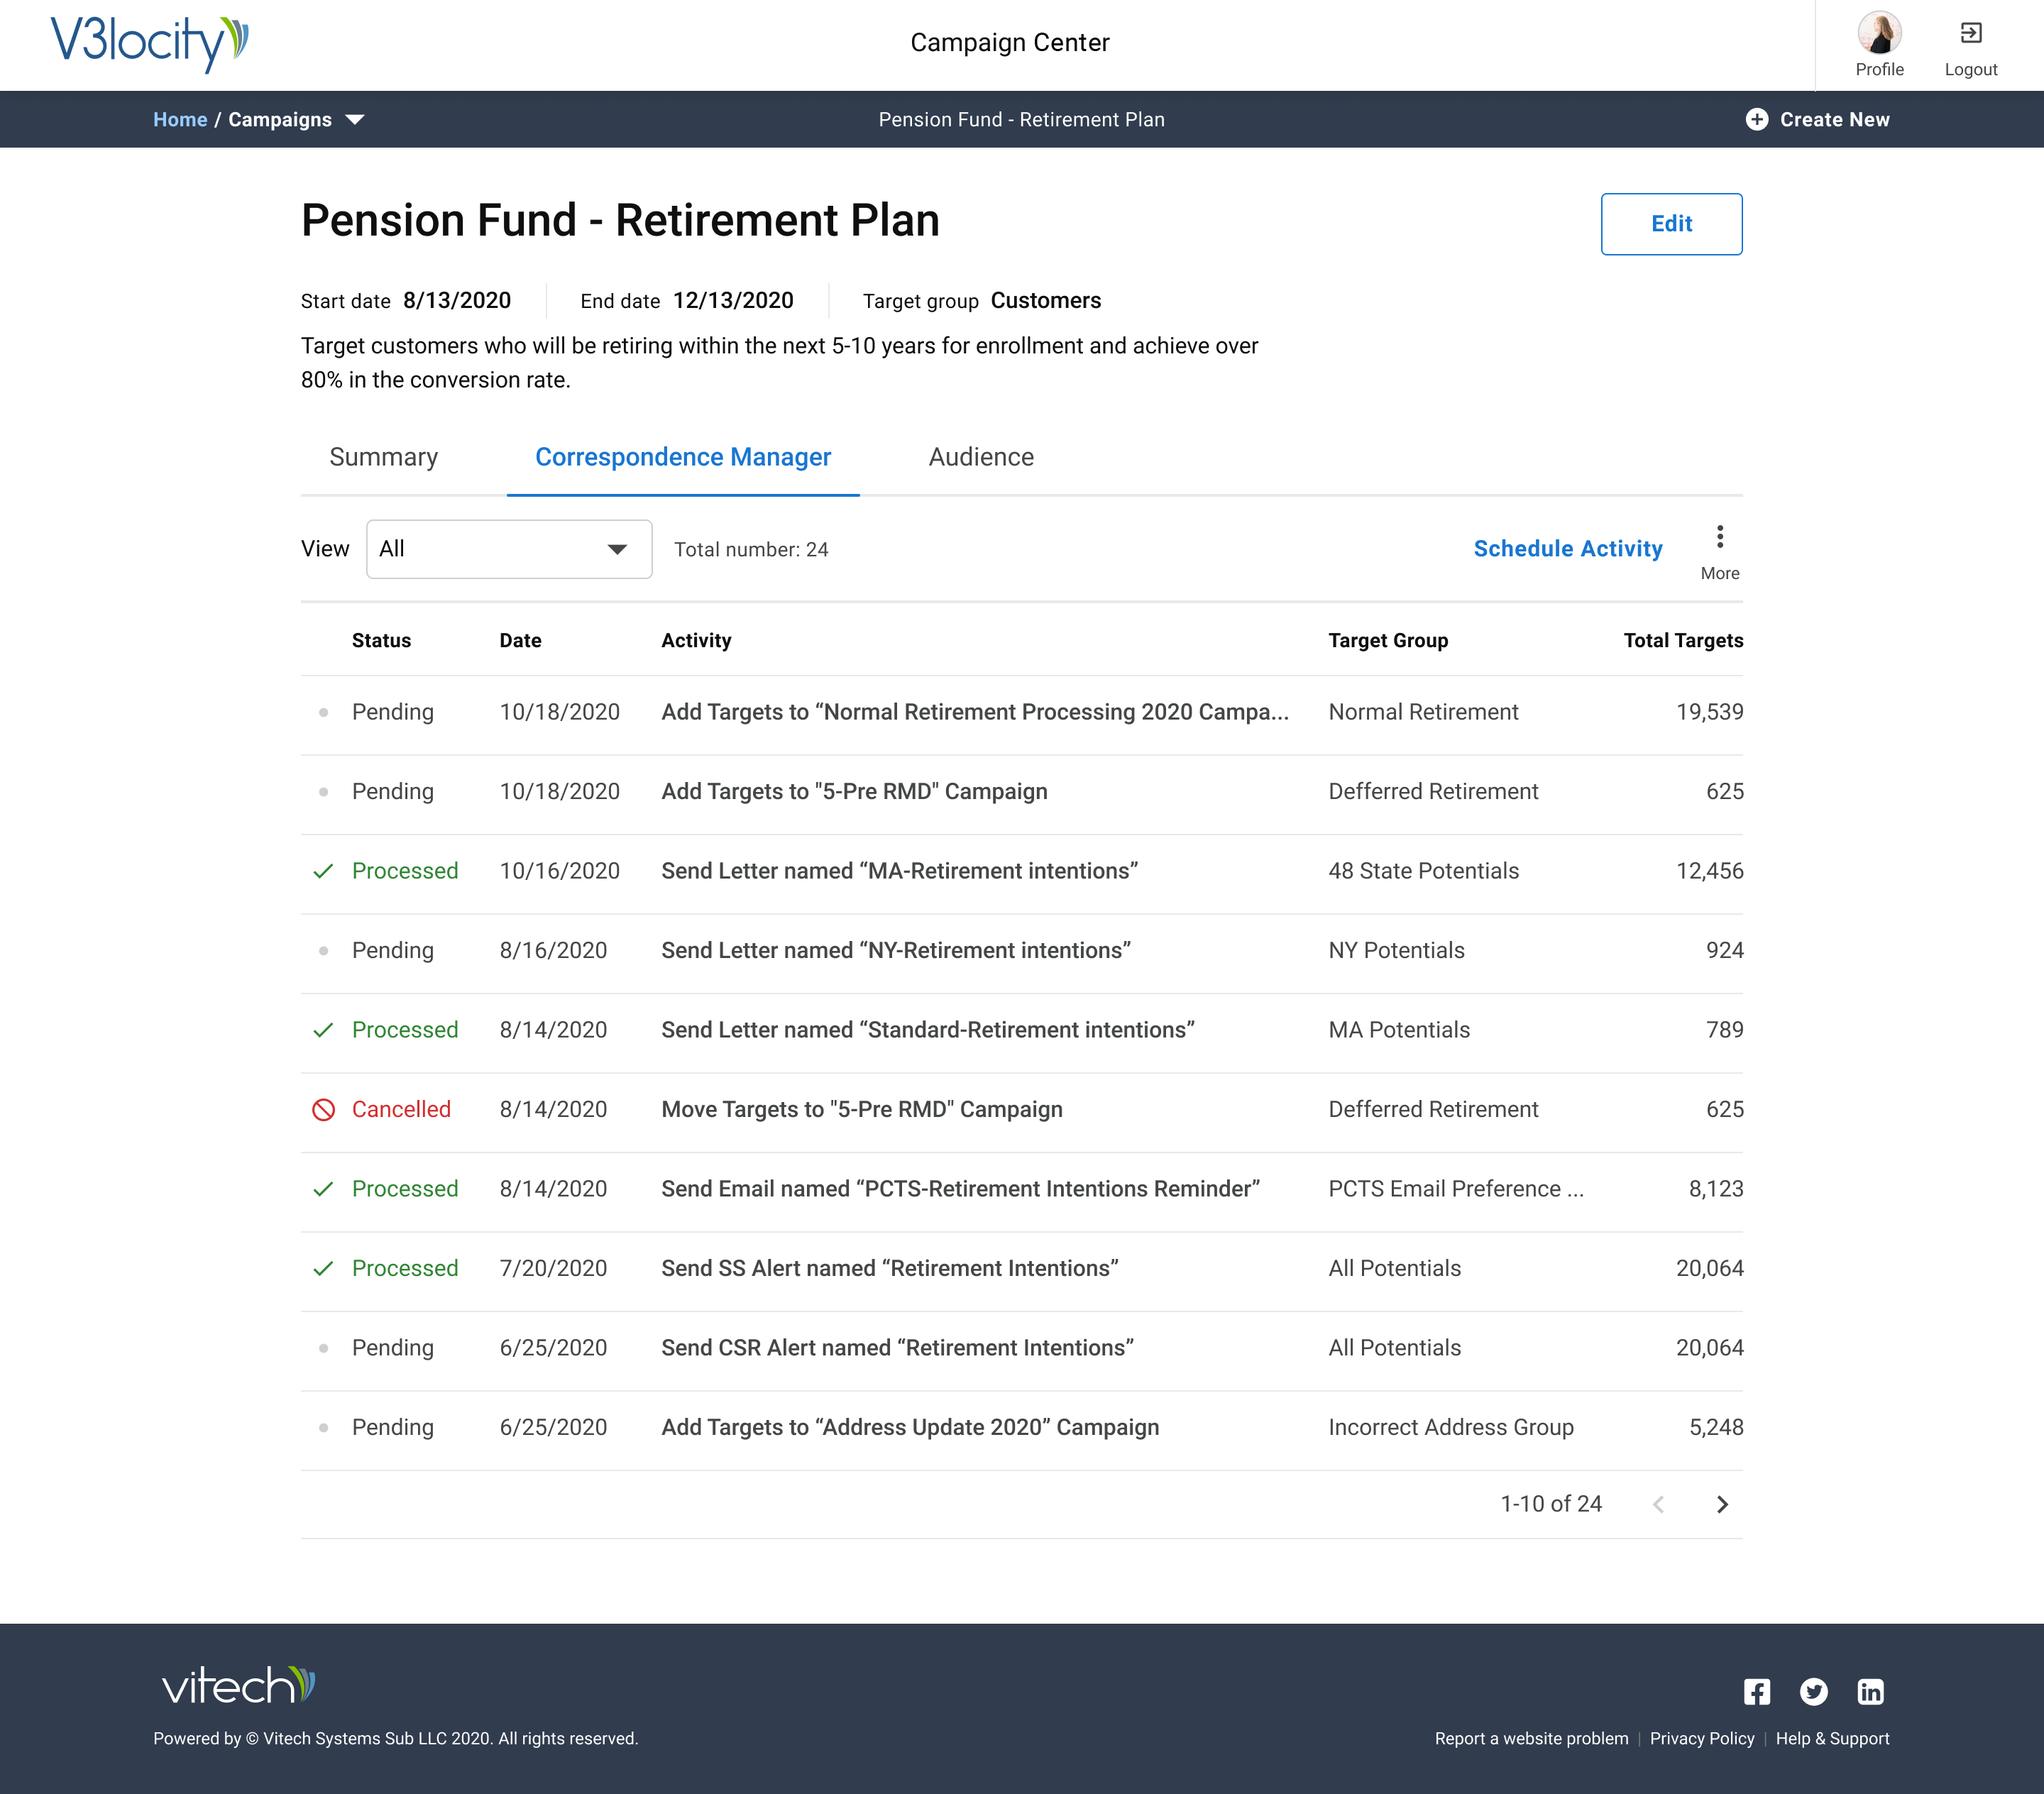 V3locity
Campaign Center
Profile
Logout
Home / Campaigns
Pension Fund - Retirement Plan
Create New
Pension Fund - Retirement Plan
Edit
Start date 8/13/2020
End date 12/13/2020
Target group Customers
Target customers who will be retiring within the next 5-10 years for enrollment and achieve over
80% in the conversion rate.
Summary
Correspondence Manager
Audience
View
All
Total number: 24
Schedule Activity
More
Status Date Activity Target Group Total Targets
Pending 10/18/2020 Add Targets to “Normal Retirement Processing 2020 Campa... Normal Retirement 19,539
Pending 10/18/2020 Add Targets to "5-Pre RMD" Campaign Defferred Retirement 625
Processed 10/16/2020 Send Letter named “MA-Retirement intentions” 48 State Potentials 12,456
Pending 8/16/2020 Send Letter named “NY-Retirement intentions” NY Potentials 924
Processed 8/14/2020 Send Letter named “Standard-Retirement intentions” MA Potentials 789
Cancelled 8/14/2020 Move Targets to "5-Pre RMD" Campaign Defferred Retirement 625
Processed 8/14/2020 Send Email named “PCTS-Retirement Intentions Reminder” PCTS Email Preference ... 8,123
Processed 7/20/2020 Send SS Alert named “Retirement Intentions” All Potentials 20,064
Pending 6/25/2020 Send CSR Alert named “Retirement Intentions” All Potentials 20,064
Pending 6/25/2020 Add Targets to “Address Update 2020” Campaign Incorrect Address Group 5,248
1-10 of 24
vitech
Powered by © Vitech Systems Sub LLC 2020. All rights reserved.
Report a website problem | Privacy Policy | Help & Support